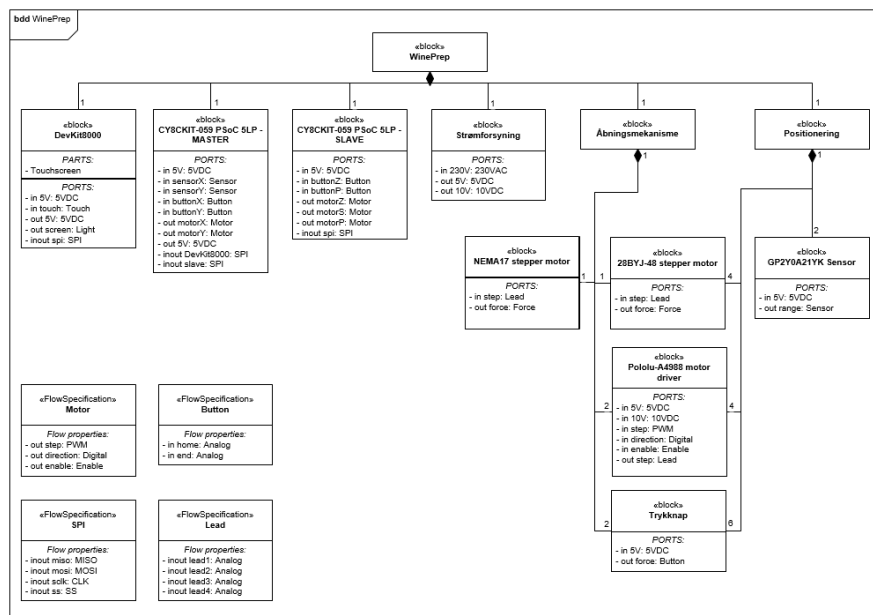 bdd WinePrep
«block»
WinePrep
1
1
1
1
1
1
«block»
DevKit8000
PARTS:
- Touchscreen
PORTS:
- in 5V: 5VDC
- in touch: Touch
- out 5V: 5VDC
- out screen: Light
- inout spi: SPI
«block»
CY8CKIT-059 PSoC 5LP -
MASTER
PORTS:
- in 5V: 5VDC
- in sensorX: Sensor
- in sensorY: Sensor
- in buttonX: Button
- in buttonY: Button
- out motorX: Motor
- out motorY: Motor
- out 5V: 5VDC
- inout DevKit8000: SPI
- inout slave: SPI
«block»
CY8CKIT-059 PSoC 5LP -
SLAVE
PORTS:
- in 5V: 5VDC
- in buttonZ: Button
- in buttonP: Button
- out motorZ: Motor
- out motorS: Motor
- out motorP: Motor
- inout spi: SPI
«block»
Strømforsyning
PORTS:
- in 230V: 230VAC
- out 5V: 5VDC
- out 10V: 10VDC
«block»
Åbningsmekanisme
1
«block»
Positionering
1
2
«block»
NEMA17 stepper motor
PORTS:
- in step: Lead
- out force: Force
1
1
«block»
28BYJ-48 stepper motor
PORTS:
- in step: Lead
- out force: Force
4
«block»
GP2Y0A21YK Sensor
PORTS:
- in 5V: 5VDC
- out range: Sensor
«block»
Pololu-A4988 motor
driver
PORTS:
- in 5V: 5VDC
- in 10V: 10VDC
- in step: PWM
- in direction: Digital
- in enable: Enable
- out step: Lead
2
4
«block»
Trykknap
PORTS:
- in 5V: 5VDC
- out force: Button
2
6
«FlowSpecification»
Motor
Flow properties:
- out step: PWM
- out direction: Digital
- out enable: Enable
«FlowSpecification»
Button
Flow properties:
- in home: Analog
- in end: Analog
«FlowSpecification»
SPI
Flow properties:
- inout miso: MISO
- inout mosi: MOSI
- inout sclk: CLK
- inout ss: SS
«FlowSpecification»
Lead
Flow properties:
- inout lead1: Analog
- inout lead2: Analog
- inout lead3: Analog
- inout lead4: Analog